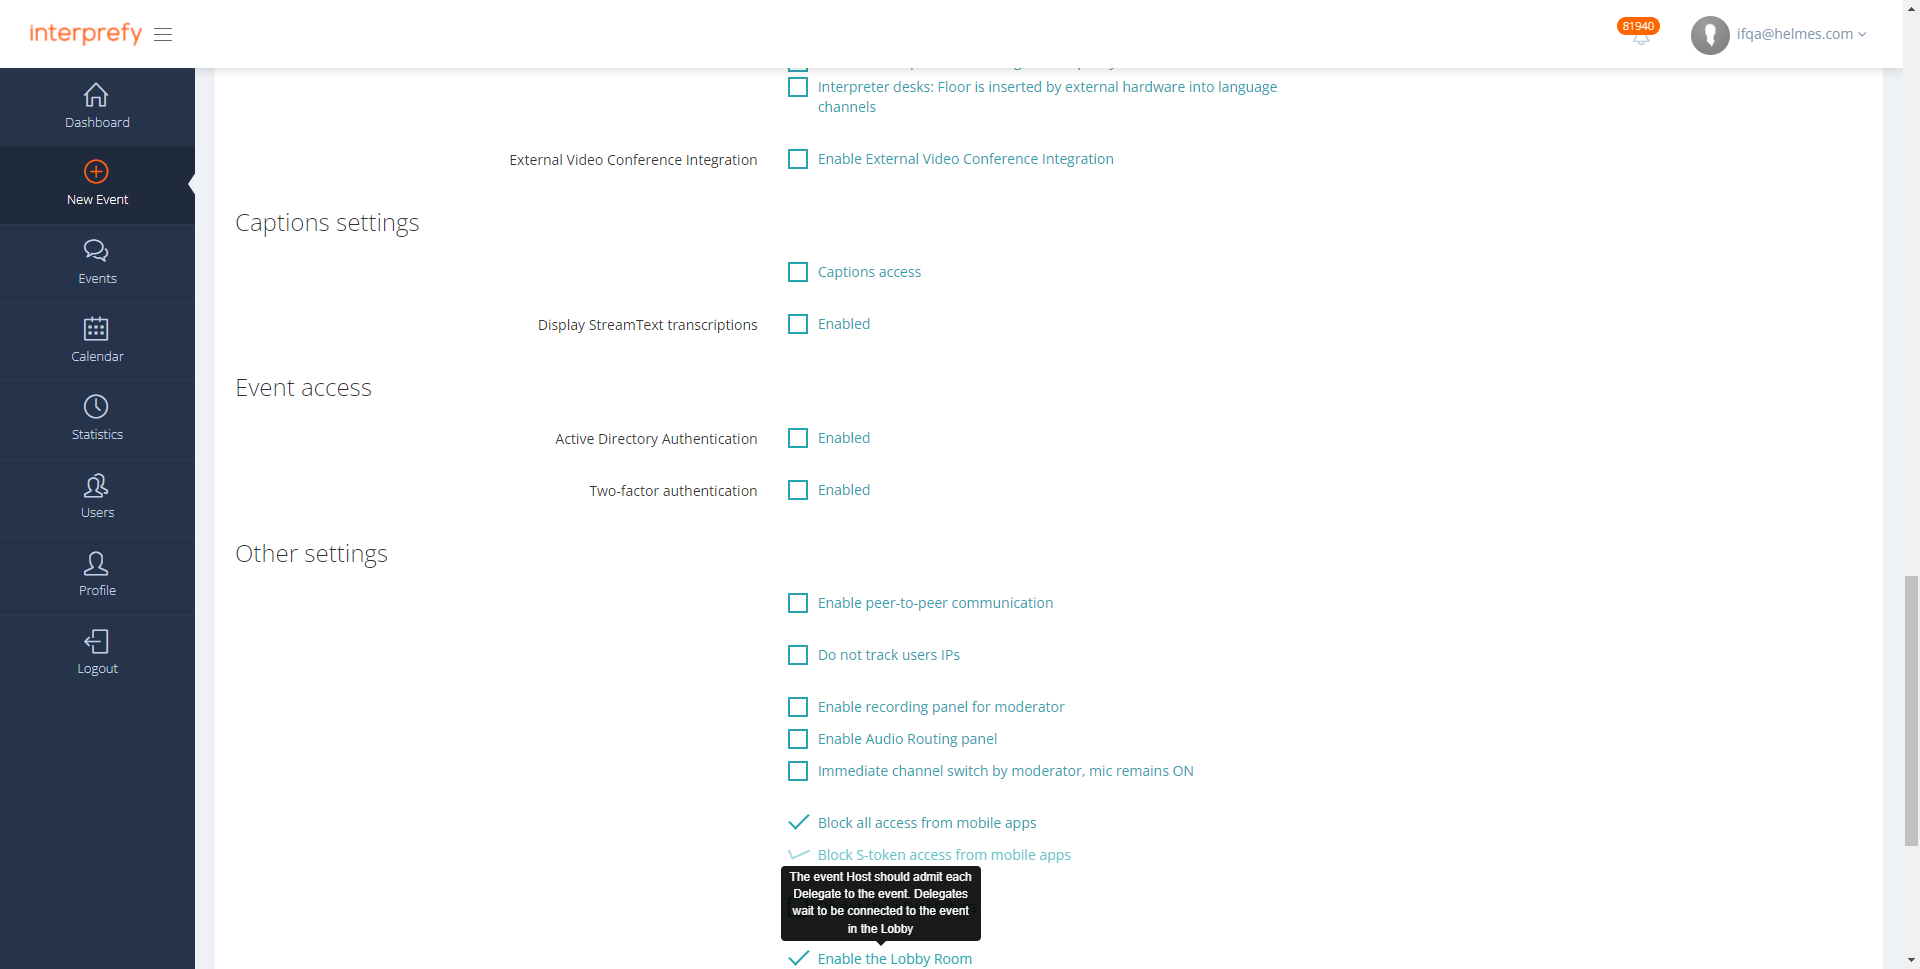 interprefy
81940
ifqa@helmes.com
Dashboard
New Event
Events
Calendar
Statistics
Users
Profile
Logout
Interpreter desks: Floor is inserted by external hardware into language
channels
External Video Conference Integration
Enable External Video Conference Integration
Captions settings
Captions access
Display StreamText transcriptions
Enabled
Event access
Active Directory Authentication
Enabled
Two-factor authentication
Enabled
Other settings
Enable peer-to-peer communication
Do not track users IPs
Enable recording panel for moderator
Enable Audio Routing panel
Immediate channel switch by moderator, mic remains ON
Block all access from mobile apps
Block S-token access from mobile apps
The event Host should admit each
Delegate to the event. Delegates
wait to be connected to the event
in the Lobby
Enable the Lobby Room